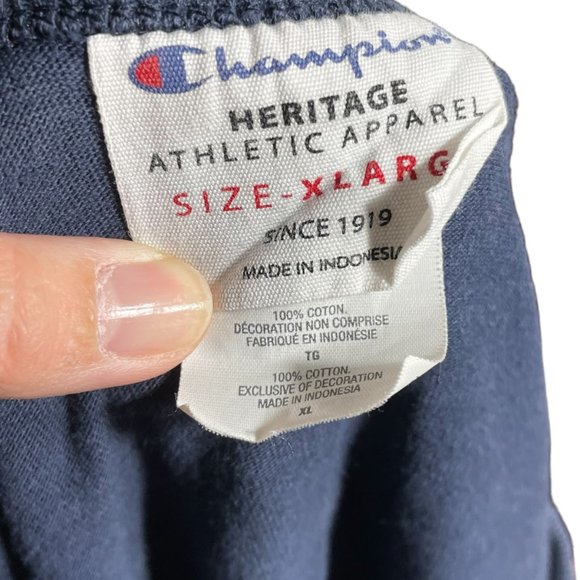 Champion
HERITAGE
ATHLETIC APPAREL
SIZE-XLARG
SINCE 1919
MADE IN INDONESIA
100% COTON.
DÉCORATION NON COMPRISE
FABRIQUÉ EN INDONÉSIE
TG
100% COTTON.
EXCLUSIVE OF DECORATION
MADE IN INDONESIA
XL